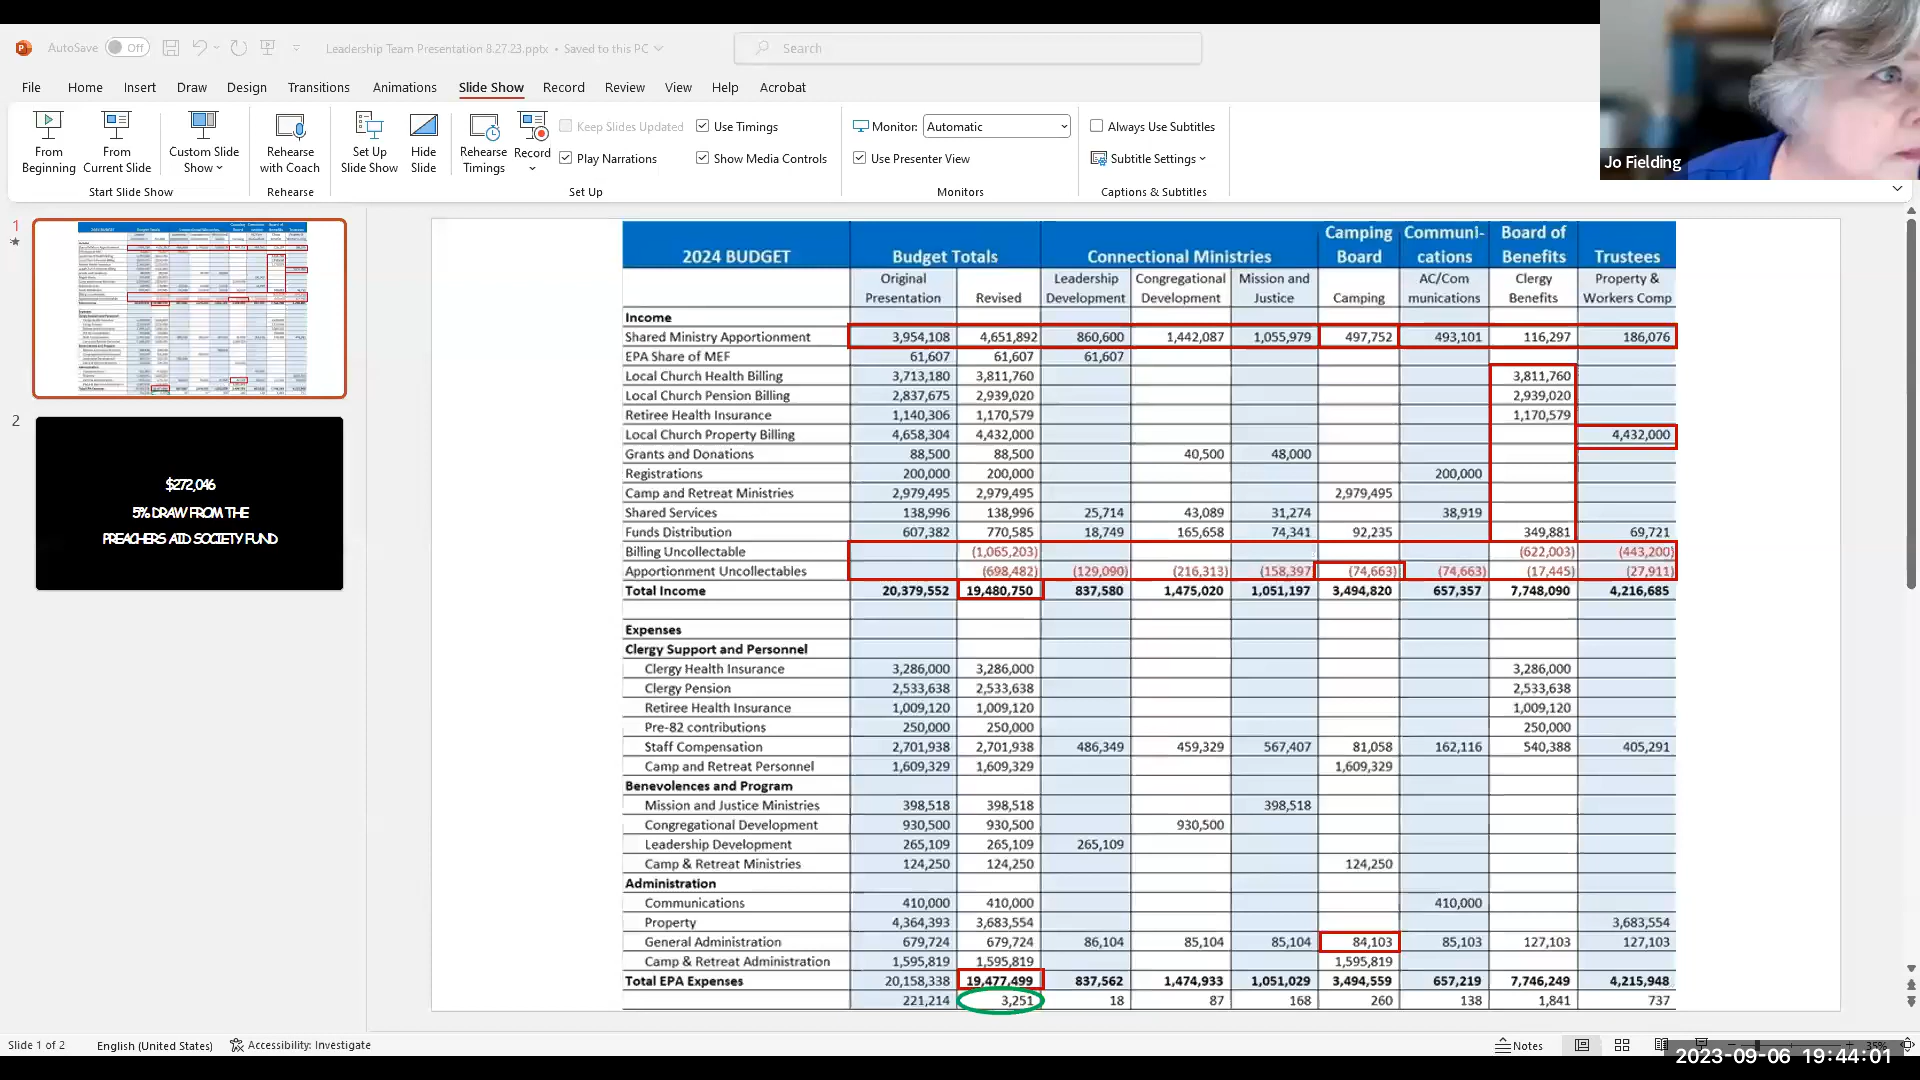 AutoSave Off Leadership Team Presentation 8.27.23.pptx • Saved to this PC Search
File Home Insert Draw Design Transitions Animations Slide Show Record Review View Help Acrobat
From Beginning From Current Slide Custom Slide Show Rehearse with Coach Set Up Slide Show Hide Slide Rehearse Timings Record
Keep Slides Updated Use Timings Monitor: Automatic Always Use Subtitles
Play Narrations Show Media Controls Use Presenter View Subtitle Settings
Start Slide Show Rehearse Set Up Monitors Captions & Subtitles
Jo Fielding
1
2
$272,046
5% DRAW FROM THE
PREACHERS AID SOCIETY FUND
2024 BUDGET Budget Totals Connectional Ministries Camping Board Communi-cations Board of Benefits Trustees
Original Presentation Revised Leadership Development Congregational Development Mission and Justice Camping AC/Com munications Clergy Benefits Property & Workers Comp
Income
Shared Ministry Apportionment 3,954,108 4,651,892 860,600 1,442,087 1,055,979 497,752 493,101 116,297 186,076
EPA Share of MEF 61,607 61,607 61,607
Local Church Health Billing 3,713,180 3,811,760 3,811,760
Local Church Pension Billing 2,837,675 2,939,020 2,939,020
Retiree Health Insurance 1,140,306 1,170,579 1,170,579
Local Church Property Billing 4,658,304 4,432,000 4,432,000
Grants and Donations 88,500 88,500 40,500 48,000
Registrations 200,000 200,000 200,000
Camp and Retreat Ministries 2,979,495 2,979,495 2,979,495
Shared Services 138,996 138,996 25,714 43,089 31,274 38,919
Funds Distribution 607,382 770,585 18,749 165,658 74,341 92,235 349,881 69,721
Billing Uncollectable (1,065,203) (622,003) (443,200)
Apportionment Uncollectables (698,482) (129,090) (216,313) (158,397) (74,663) (74,663) (17,445) (27,911)
Total Income 20,379,552 19,480,750 837,580 1,475,020 1,051,197 3,494,820 657,357 7,748,090 4,216,685
Expenses
Clergy Support and Personnel
Clergy Health Insurance 3,286,000 3,286,000 3,286,000
Clergy Pension 2,533,638 2,533,638 2,533,638
Retiree Health Insurance 1,009,120 1,009,120 1,009,120
Pre-82 contributions 250,000 250,000 250,000
Staff Compensation 2,701,938 2,701,938 486,349 459,329 567,407 81,058 162,116 540,388 405,291
Camp and Retreat Personnel 1,609,329 1,609,329 1,609,329
Benevolences and Program
Mission and Justice Ministries 398,518 398,518 398,518
Congregational Development 930,500 930,500 930,500
Leadership Development 265,109 265,109 265,109
Camp & Retreat Ministries 124,250 124,250 124,250
Administration
Communications 410,000 410,000 410,000
Property 4,364,393 3,683,554 3,683,554
General Administration 679,724 679,724 86,104 85,104 85,104 84,103 85,103 127,103 127,103
Camp & Retreat Administration 1,595,819 1,595,819 1,595,819
Total EPA Expenses 20,158,338 19,477,499 837,562 1,474,933 1,051,029 3,494,559 657,219 7,746,249 4,215,948
221,214 3,251 18 87 168 260 138 1,841 737
Slide 1 of 2 English (United States) Accessibility: Investigate Notes 35%
2023-09-06 19:44:01